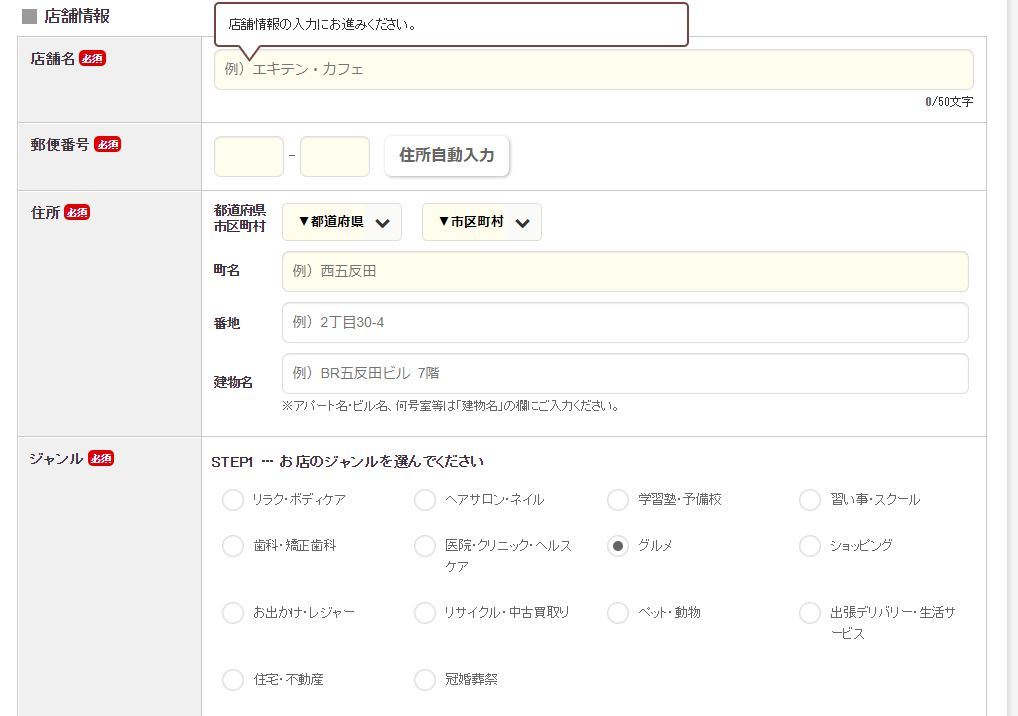 店舗情報
店舗情報の入力にお進みください。
店舗名 必須
例）エキテン・カフェ
0/50文字
郵便番号 必須
-
住所自動入力
住所 必須
都道府県
市区町村
▼都道府県
▼市区町村
町名
例）西五反田
番地
例）2丁目30-4
建物名
例）BR五反田ビル 7階
※アパート名・ビル名、何号室等は「建物名」の欄にご入力ください。
ジャンル 必須
STEP1 … お店のジャンルを選んでください
リラク・ボディケア
ヘアサロン・ネイル
学習塾・予備校
習い事・スクール
歯科・矯正歯科
医院・クリニック・ヘルス
ケア
グルメ
ショッピング
お出かけ・レジャー
リサイクル・中古買取り
ペット・動物
出張デリバリー・生活サ
ービス
住宅・不動産
冠婚葬祭